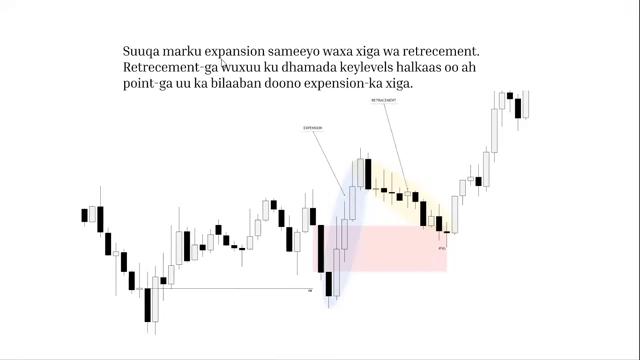 Suuqa marku expansion sameeyo waxa xiga wa retrecement.
Retrecement-ga wuxuu ku dhamada keylevels halkaas oo ah
point-ga uu ka bilaaban doono expension-ka xiga.
RETRACEMENT
EXPANSION